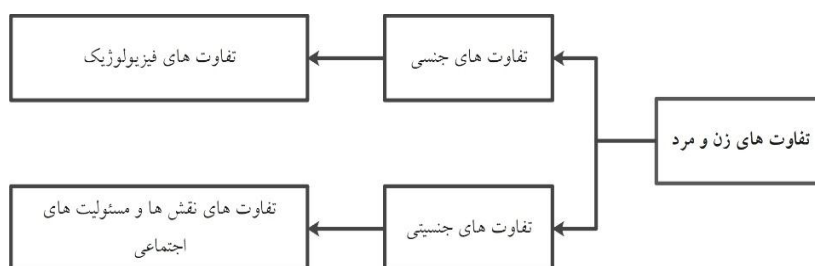 تفاوت های زن و مرد
تفاوت های جنسی
تفاوت های فیزیولوژیک
تفاوت های جنسیتی
تفاوت های نقش ها و مسئولیت های
اجتماعی